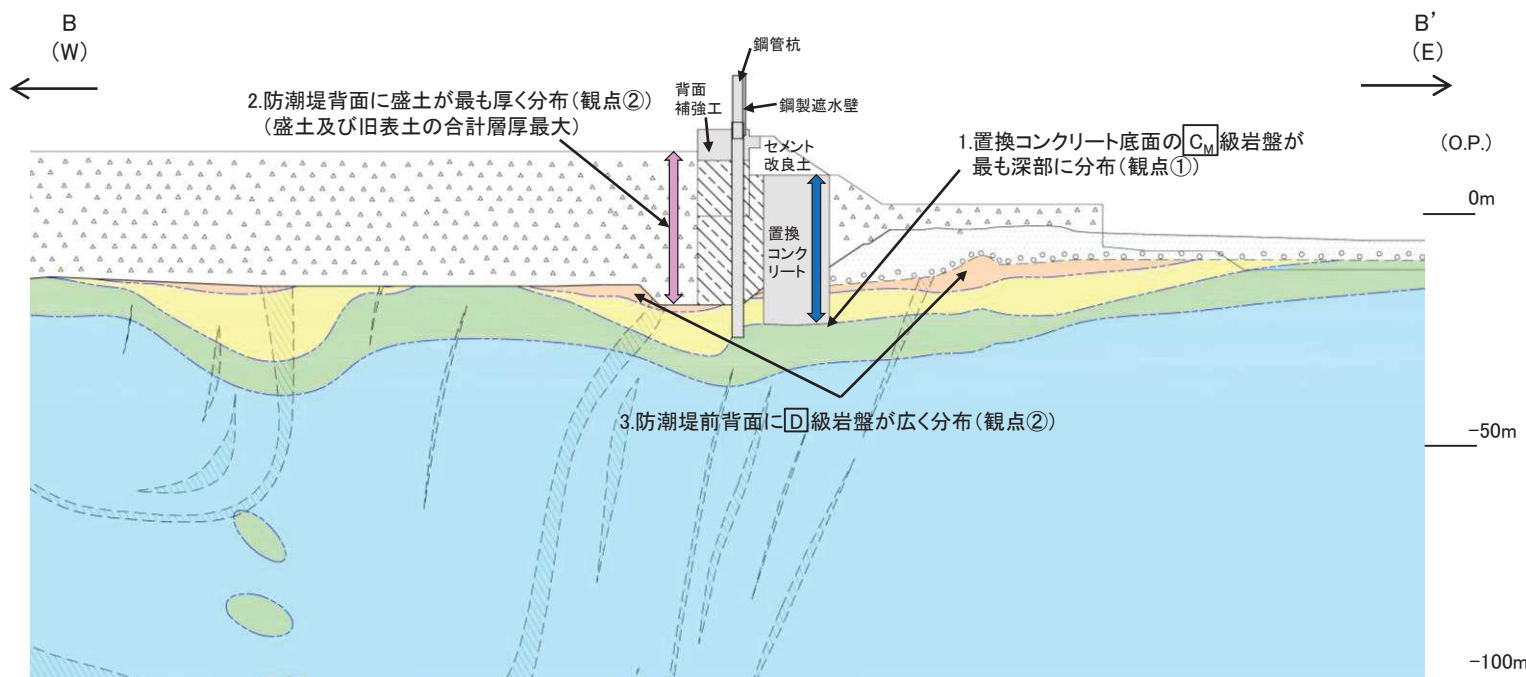 B
(W)
B'
(E)
鋼管杭
背面
補強工
鋼製遮水壁
2.防潮堤背面に盛土が最も厚く分布(観点②)
(盛土及び旧表土の合計層厚最大)
セメント
改良土
1.置換コンクリート底面のCM級岩盤が
最も深部に分布(観点①)
(O.P.)
0m
置換
コンク
リート
3.防潮堤前背面にD級岩盤が広く分布(観点②)
-50m
-100m